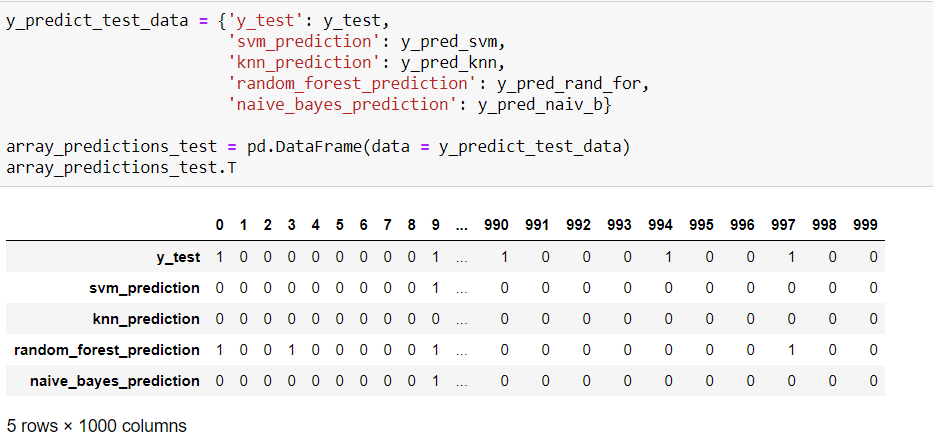 y_predict_test_data = {'y_test': y_test,
'svm_prediction': y_pred_svm,
'knn_prediction': y_pred_knn,
'random_forest_prediction': y_pred_rand_for,
'naive_bayes_prediction': y_pred_naiv_b}
array_predictions_test = pd.DataFrame(data = y_predict_test_data)
array_predictions_test.T
0 1 2 3 4 5 6 7 8 9 ... 990 991 992 993 994 995 996 997 998 999
y_test 1 0 0 0 0 0 0 0 0 1 ... 1 0 0 0 1 0 0 1 0 0
svm_prediction 0 0 0 0 0 0 0 0 0 1 ... 0 0 0 0 0 0 0 0 0 0
knn_prediction 0 0 0 0 0 0 0 0 0 0 ... 0 0 0 0 0 0 0 0 0 0
random_forest_prediction 1 0 0 1 0 0 0 0 0 1 ... 0 0 0 0 0 0 0 1 0 0
naive_bayes_prediction 0 0 0 0 0 0 0 0 0 1 ... 0 0 0 0 0 0 0 0 0 0
5 rows × 1000 columns